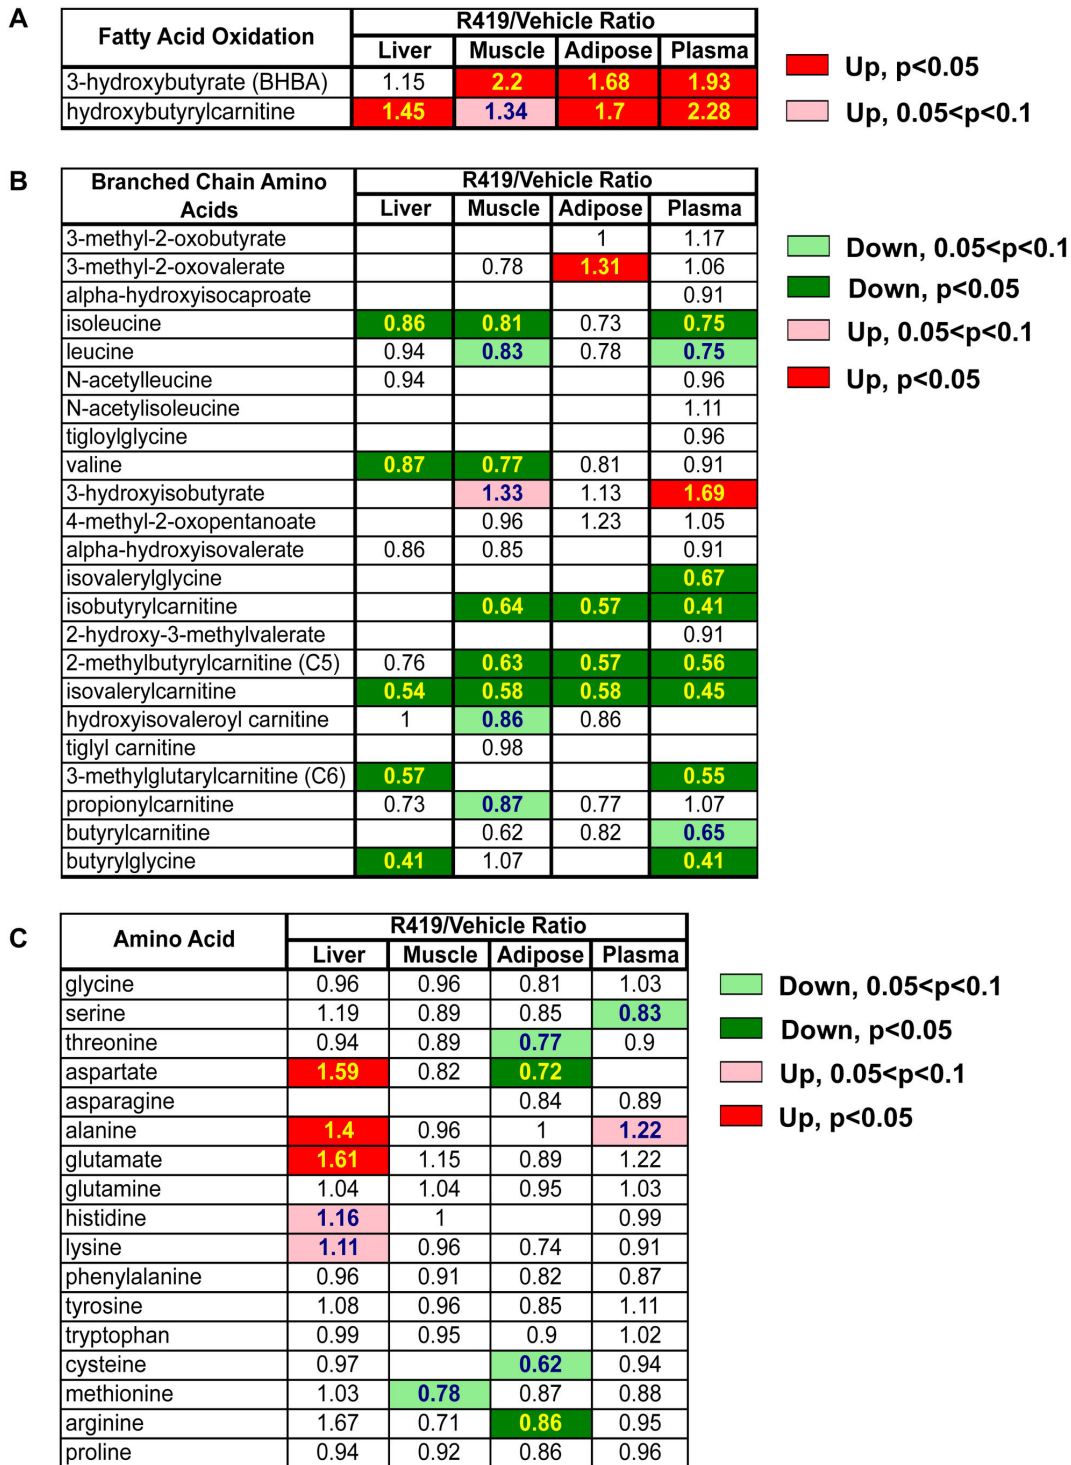 A
Fatty Acid Oxidation
R419/Vehicle Ratio
Liver Muscle Adipose Plasma
3-hydroxybutyrate (BHBA) 1.15 2.2 1.68 1.93
hydroxybutyrylcarnitine 1.45 1.34 1.7 2.28
Up, p<0.05
Up, 0.05<p<0.1
B
Branched Chain Amino
Acids
R419/Vehicle Ratio
Liver Muscle Adipose Plasma
3-methyl-2-oxobutyrate 1 1.17
3-methyl-2-oxovalerate 0.78 1.31 1.06
alpha-hydroxyisocaproate 0.91
isoleucine 0.86 0.81 0.73 0.75
leucine 0.94 0.83 0.78 0.75
N-acetylleucine 0.94 0.96
N-acetylisoleucine 1.11
tigloylglycine 0.96
valine 0.87 0.77 0.81 0.91
3-hydroxyisobutyrate 1.33 1.13 1.69
4-methyl-2-oxopentanoate 0.96 1.23 1.05
alpha-hydroxyisovalerate 0.86 0.85 0.91
isovalerylglycine 0.67
isobutyrylcarnitine 0.64 0.57 0.41
2-hydroxy-3-methylvalerate 0.91
2-methylbutyrylcarnitine (C5) 0.76 0.63 0.57 0.56
isovalerylcarnitine 0.54 0.58 0.58 0.45
hydroxyisovaleroyl carnitine 1 0.86 0.86
tiglyl carnitine 0.98
3-methylglutarylcarnitine (C6) 0.57 0.55
propionylcarnitine 0.73 0.87 0.77 1.07
butyrylcarnitine 0.62 0.82 0.65
butyrylglycine 0.41 1.07 0.41
Down, 0.05<p<0.1
Down, p<0.05
Up, 0.05<p<0.1
Up, p<0.05
C
Amino Acid
R419/Vehicle Ratio
Liver Muscle Adipose Plasma
glycine 0.96 0.96 0.81 1.03
serine 1.19 0.89 0.85 0.83
threonine 0.94 0.89 0.77 0.9
aspartate 1.59 0.82 0.72
asparagine 0.84 0.89
alanine 1.4 0.96 1 1.22
glutamate 1.61 1.15 0.89 1.22
glutamine 1.04 1.04 0.95 1.03
histidine 1.16 1 0.99
lysine 1.11 0.96 0.74 0.91
phenylalanine 0.96 0.91 0.82 0.87
tyrosine 1.08 0.96 0.85 1.11
tryptophan 0.99 0.95 0.9 1.02
cysteine 0.97 0.62 0.94
methionine 1.03 0.78 0.87 0.88
arginine 1.67 0.71 0.86 0.95
proline 0.94 0.92 0.86 0.96
Down, 0.05<p<0.1
Down, p<0.05
Up, 0.05<p<0.1
Up, p<0.05